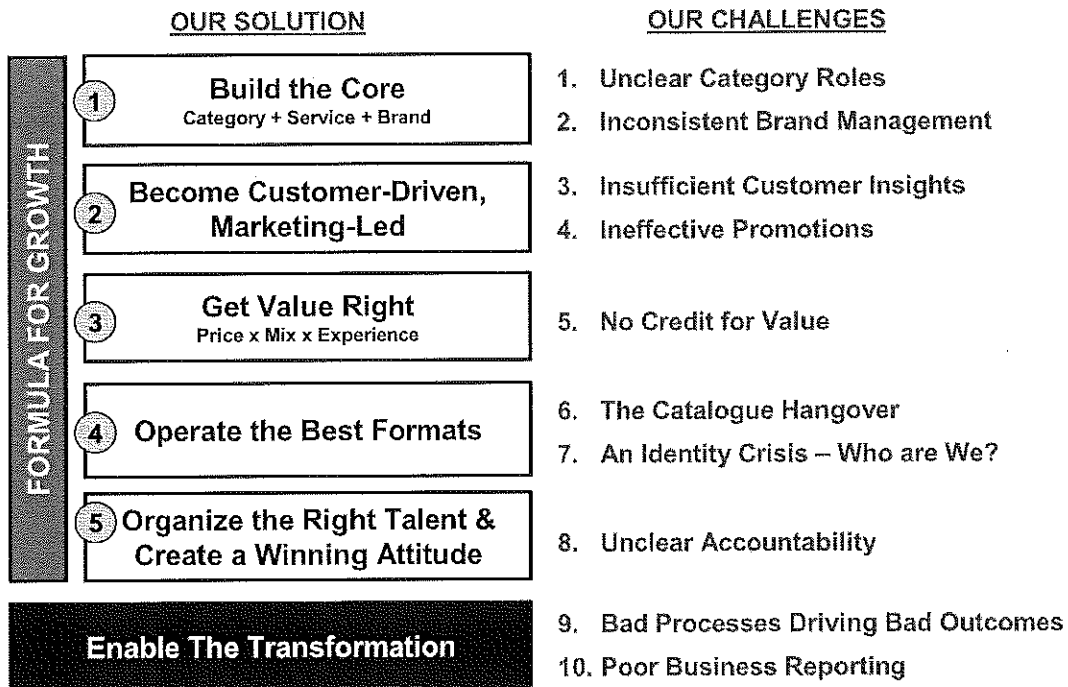 OUR SOLUTION
OUR CHALLENGES
FORMULA FOR GROWTH
1
Build the Core
Category + Service + Brand
1. Unclear Category Roles
2. Inconsistent Brand Management
2
Become Customer-Driven,
Marketing-Led
3. Insufficient Customer Insights
4. Ineffective Promotions
3
Get Value Right
Price x Mix x Experience
5. No Credit for Value
4
Operate the Best Formats
6. The Catalogue Hangover
7. An Identity Crisis – Who are We?
5
Organize the Right Talent &
Create a Winning Attitude
8. Unclear Accountability
Enable The Transformation
9. Bad Processes Driving Bad Outcomes
10. Poor Business Reporting